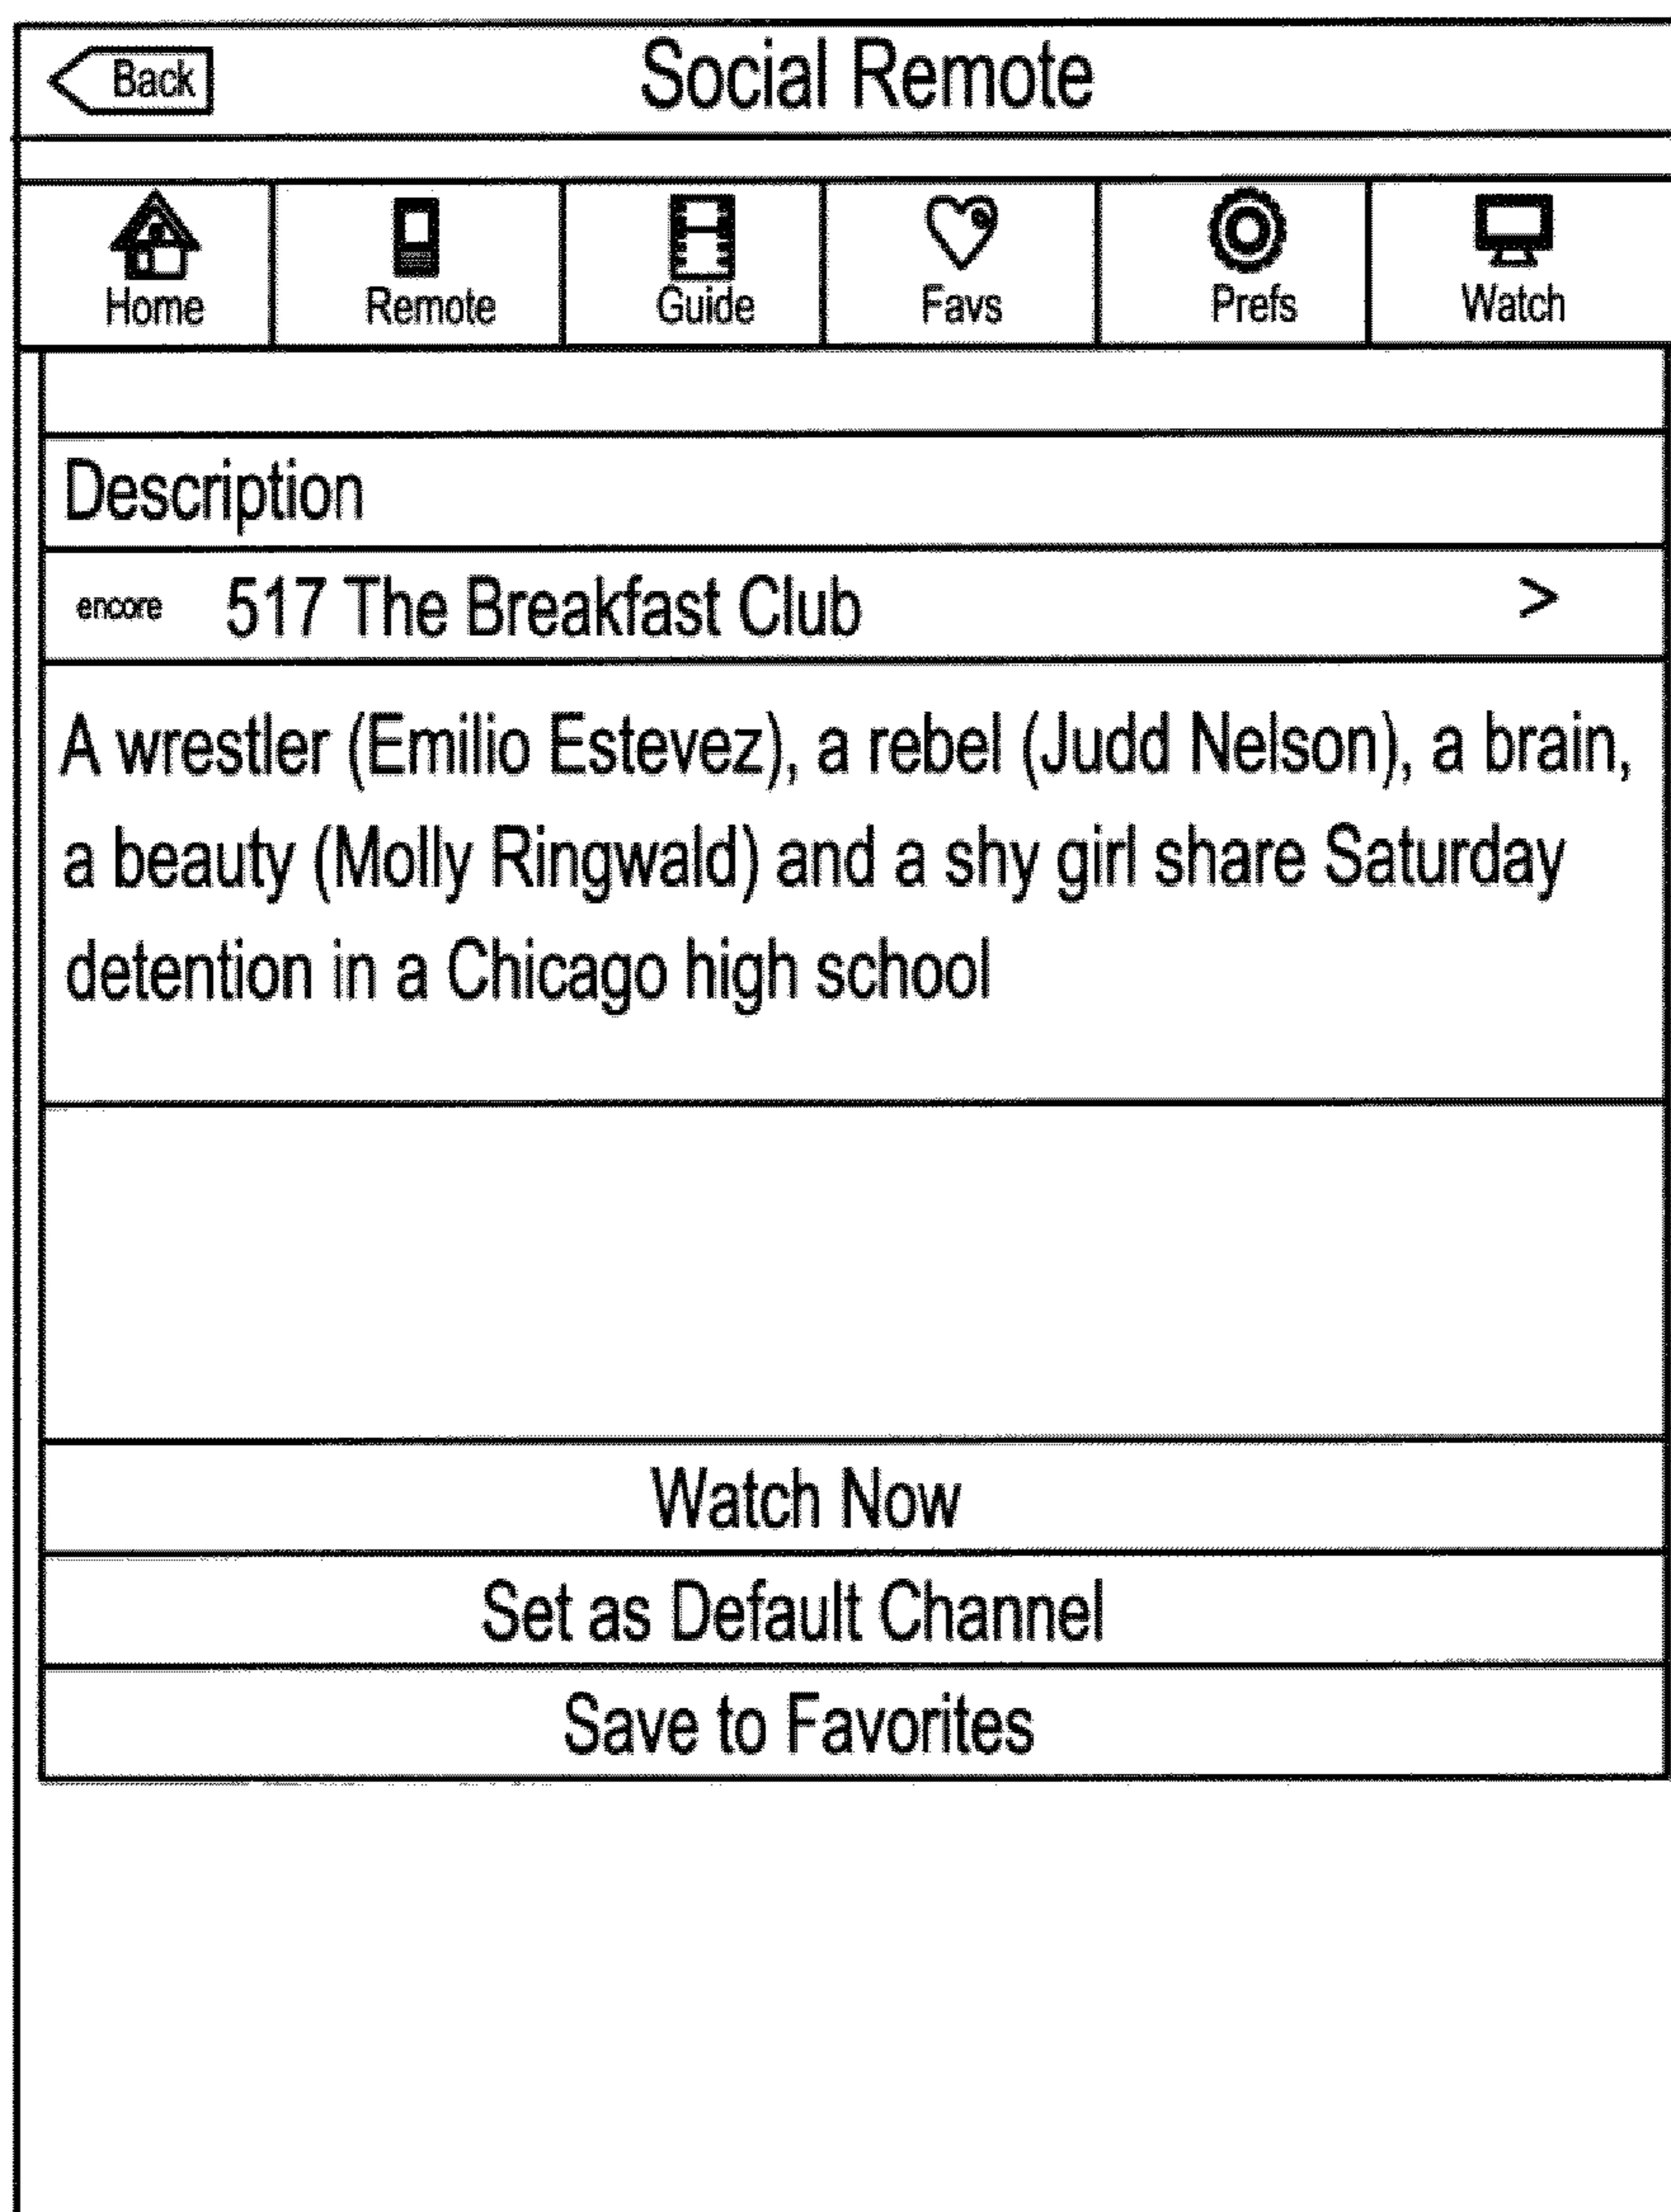 Back
Social Remote
Home Remote Guide Favs Prefs Watch
Description
encore 517 The Breakfast Club >
A wrestler (Emilio Estevez), a rebel (Judd Nelson), a brain,
a beauty (Molly Ringwald) and a shy girl share Saturday
detention in a Chicago high school
Watch Now
Set as Default Channel
Save to Favorites